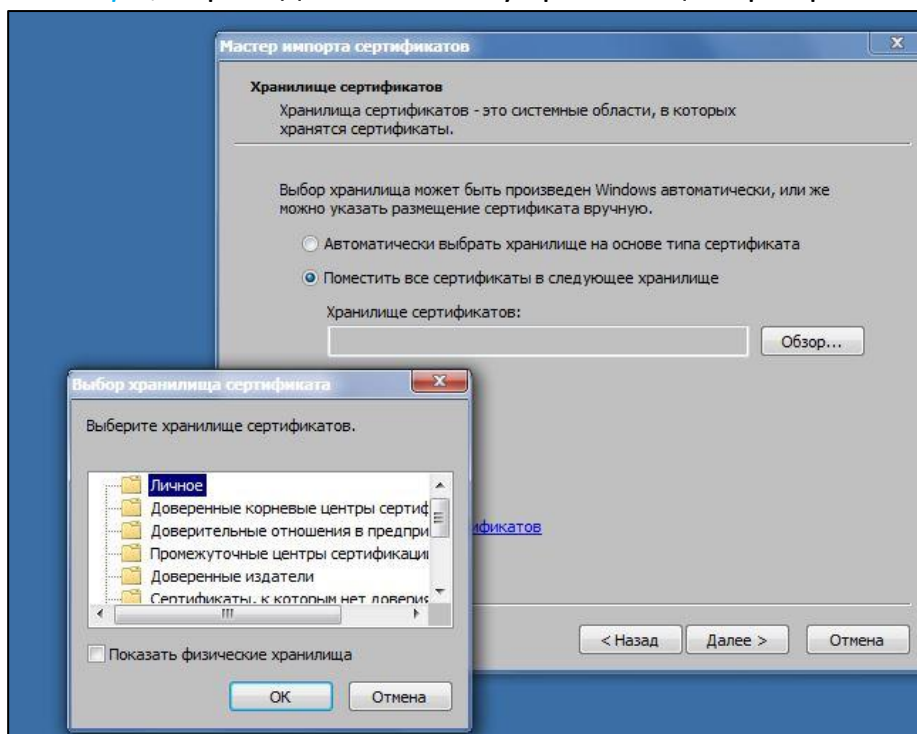 Мастер импорта сертификатов
Хранилище сертификатов
Хранилища сертификатов - это системные области, в которых
хранятся сертификаты.
Выбор хранилища может быть произведен Windows автоматически, или же
можно указать размещение сертификата вручную.
Автоматически выбрать хранилище на основе типа сертификата
Поместить все сертификаты в следующее хранилище
Хранилище сертификатов:
Обзор...
Выбор хранилища сертификата
Выберите хранилище сертификатов.
Личное
Доверенные корневые центры сертиф
Доверительные отношения в предпри
Промежуточные центры сертификации
Доверенные издатели
Сертификаты, к которым нет доверия
Показать физические хранилища
ОК
Отмена
ификатов
< Назад
Далее >
Отмена